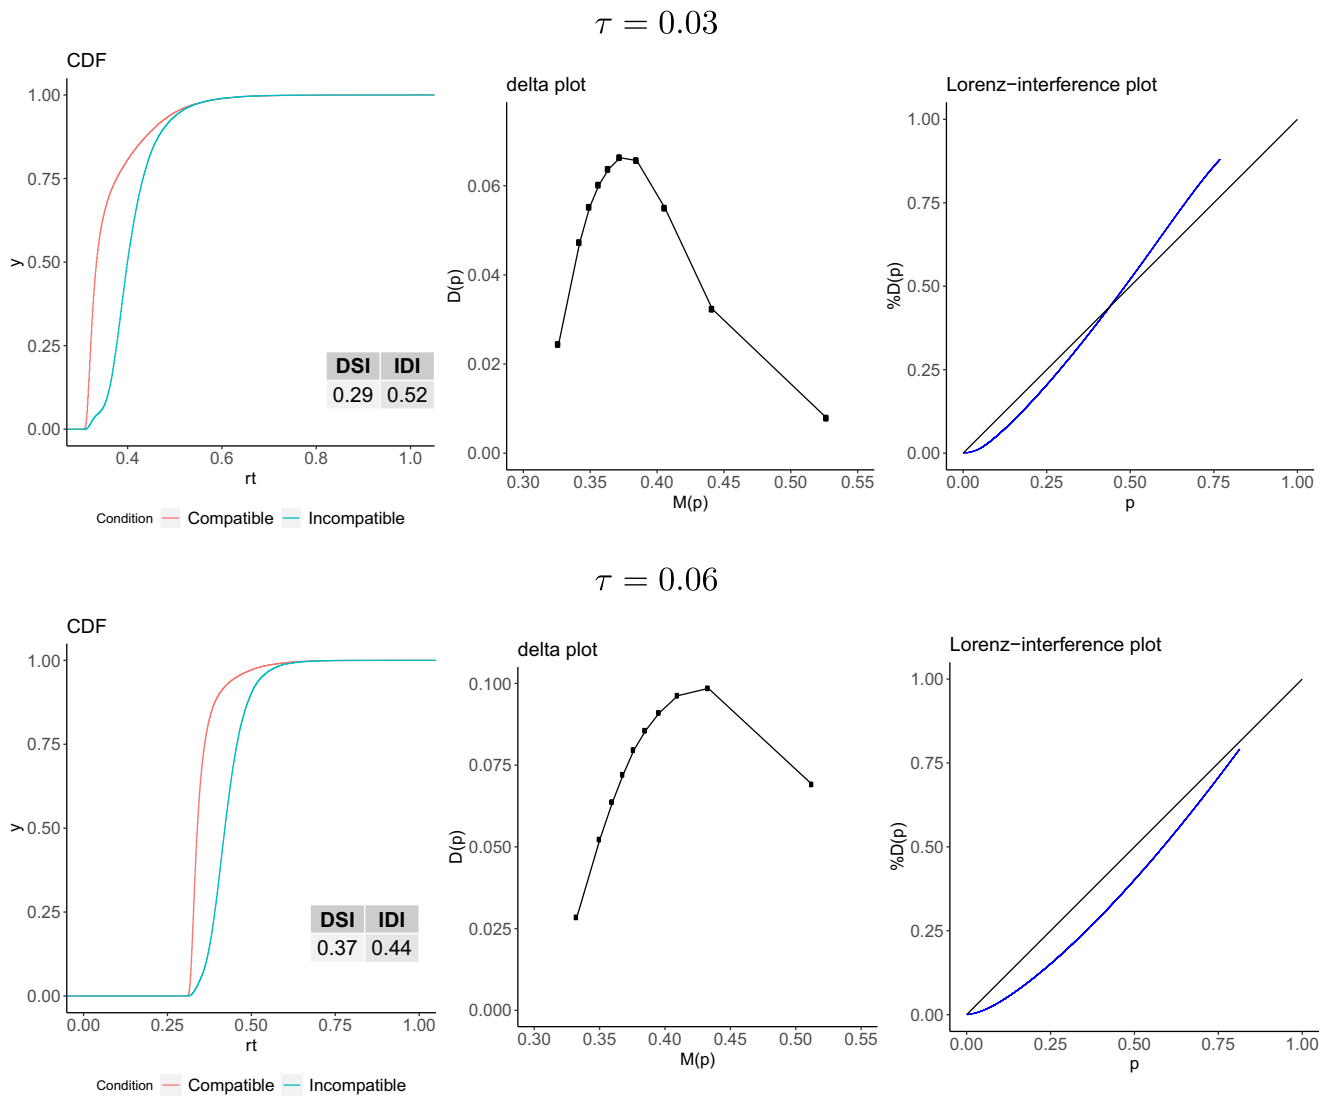 τ = 0.03
CDF
1.00
0.75
0.50
0.25
0.00
y
0.4 0.6 0.8 1.0
rt
DSI IDI
0.29 0.52
Condition Compatible Incompatible
delta plot
0.06
0.04
0.02
0.00
D(p)
0.30 0.35 0.40 0.45 0.50 0.55
M(p)
Lorenz−interference plot
1.00
0.75
0.50
0.25
0.00
%D(p)
0.00 0.25 0.50 0.75 1.00
p
τ = 0.06
CDF
1.00
0.75
0.50
0.25
0.00
y
0.00 0.25 0.50 0.75 1.00
rt
DSI IDI
0.37 0.44
Condition Compatible Incompatible
delta plot
0.100
0.075
0.050
0.025
0.000
D(p)
0.30 0.35 0.40 0.45 0.50 0.55
M(p)
Lorenz−interference plot
1.00
0.75
0.50
0.25
0.00
%D(p)
0.00 0.25 0.50 0.75 1.00
p